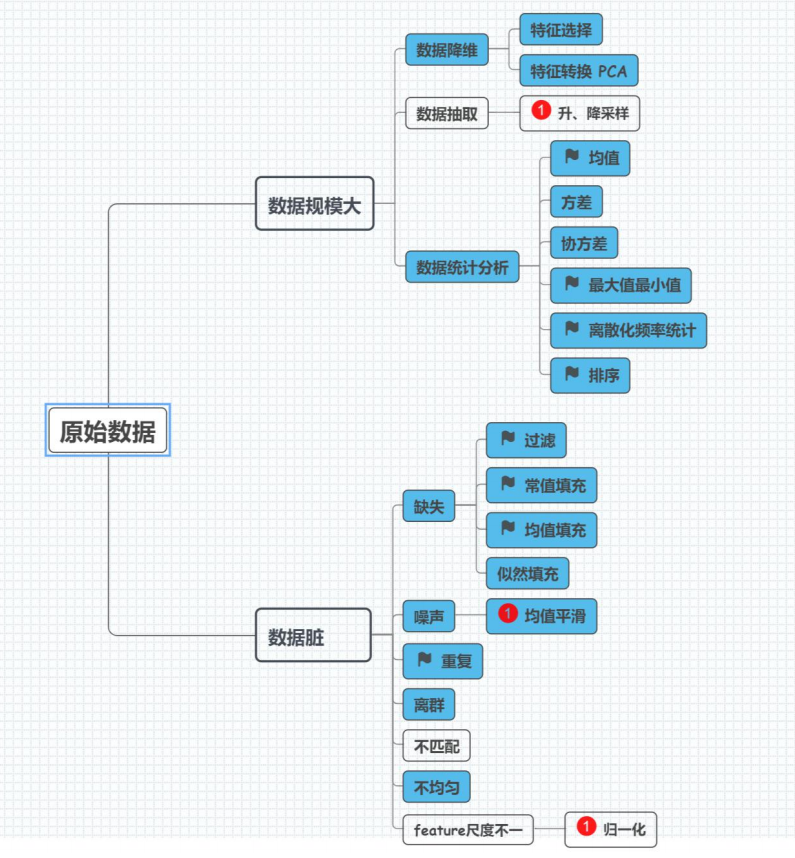 原始数据
数据规模大
数据降维
特征选择
特征转换 PCA
数据抽取
1 升、降采样
数据统计分析
均值
方差
协方差
最大值最小值
离散化频率统计
排序
数据脏
缺失
过滤
常值填充
均值填充
似然填充
噪声
1 均值平滑
重复
离群
不匹配
不均匀
feature尺度不一
1 归一化